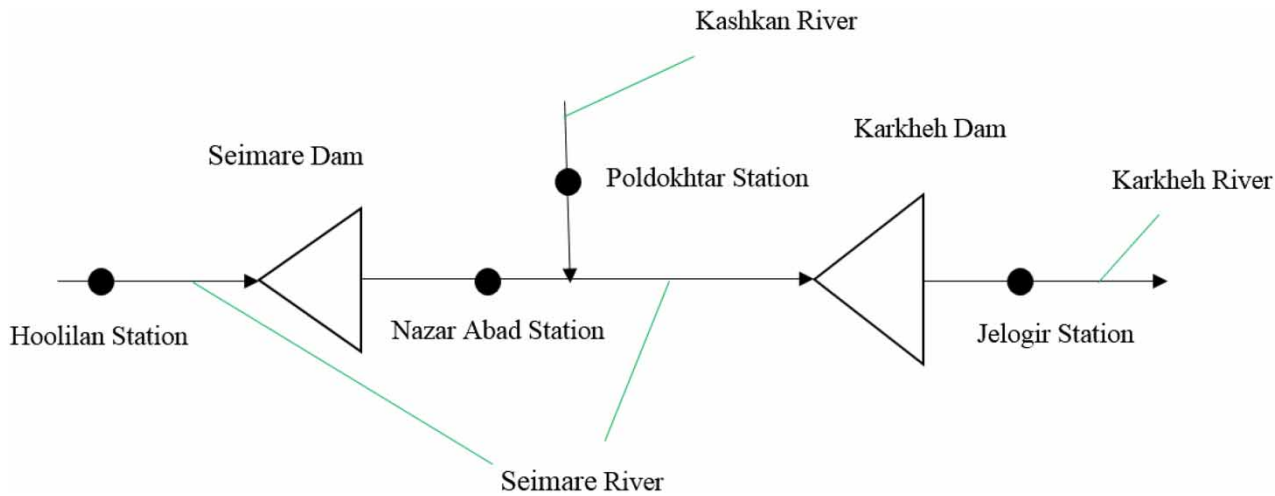 Kashkan River
Karkheh Dam
Seimare Dam
Poldokhtar Station
Karkheh River
Hoolilan Station
Nazar Abad Station
Jelogir Station
Seimare River